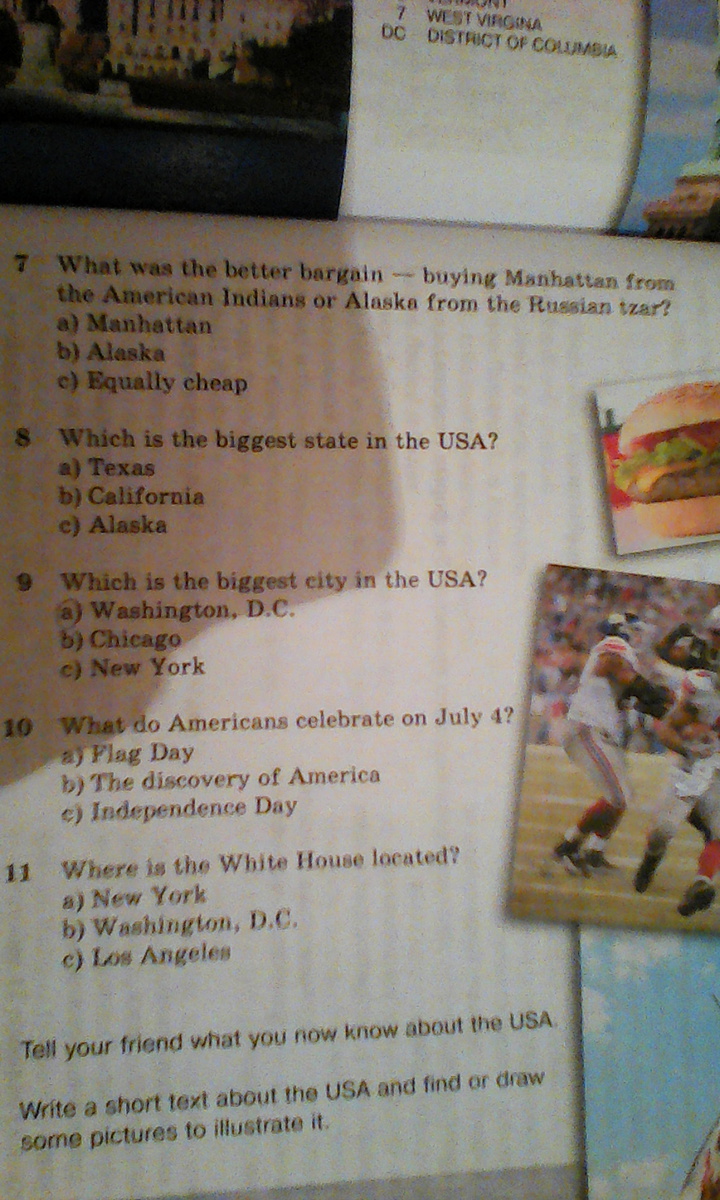 VERMONT
7 WEST VIRGINA
DC DISTRICT OF COLUMBIA
7 What was the better bargain — buying Manhattan from
the American Indians or Alaska from the Russian tzar?
a) Manhattan
b) Alaska
c) Equally cheap
8 Which is the biggest state in the USA?
a) Texas
b) California
c) Alaska
9 Which is the biggest city in the USA?
a) Washington, D.C.
b) Chicago
c) New York
10 What do Americans celebrate on July 4?
a) Flag Day
b) The discovery of America
c) Independence Day
11 Where is the White House located?
a) New York
b) Washington, D.C.
c) Los Angeles
Tell your friend what you now know about the USA.
Write a short text about the USA and find or draw
some pictures to illustrate it.